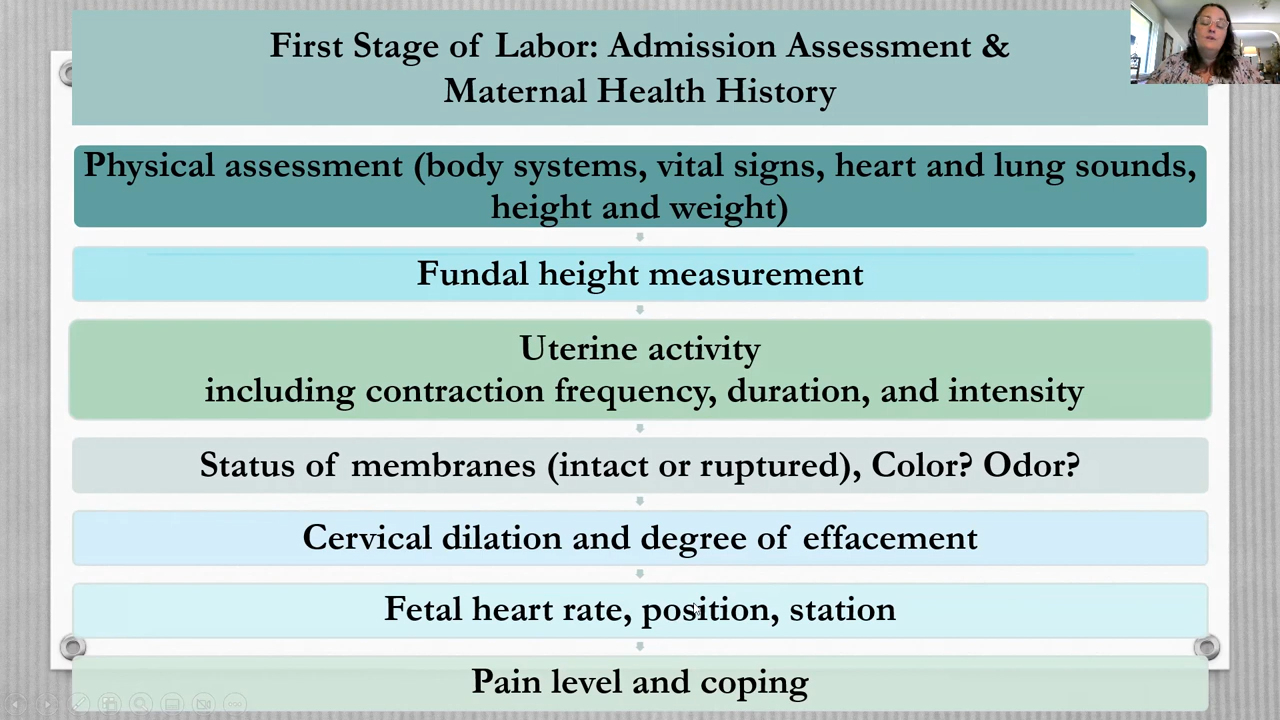 First Stage of Labor: Admission Assessment &
Maternal Health History
Physical assessment (body systems, vital signs, heart and lung sounds,
height and weight)
Fundal height measurement
Uterine activity
including contraction frequency, duration, and intensity
Status of membranes (intact or ruptured), Color? Odor?
Cervical dilation and degree of effacement
Fetal heart rate, position, station
Pain level and coping